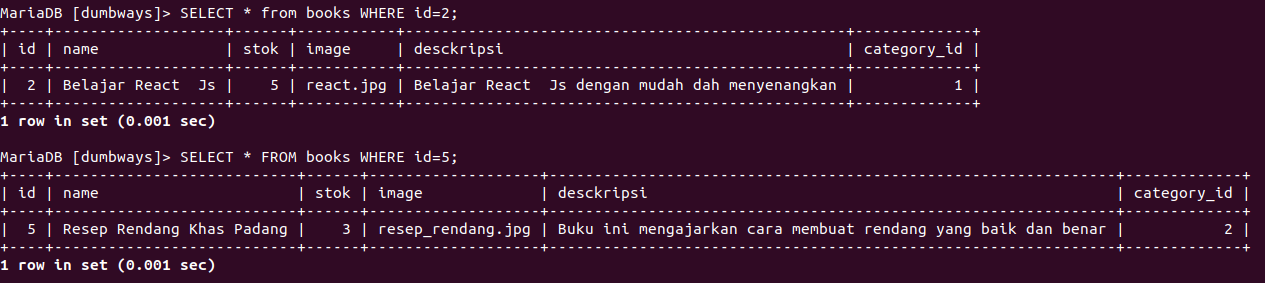 MariaDB [dumbways]> SELECT * from books WHERE id=2;
+----+-------------------+------+-----------+-------------------------------------------------+-------------+
| id | name              | stok | image     | desckripsi                                      | category_id |
+----+-------------------+------+-----------+-------------------------------------------------+-------------+
|  2 | Belajar React  Js |    5 | react.jpg | Belajar React  Js dengan mudah dah menyenangkan |           1 |
+----+-------------------+------+-----------+-------------------------------------------------+-------------+
1 row in set (0.001 sec)
MariaDB [dumbways]> SELECT * FROM books WHERE id=5;
+----+---------------------------+------+-------------------+---------------------------------------------------------------+-------------+
| id | name                      | stok | image             | desckripsi                                                    | category_id |
+----+---------------------------+------+-------------------+---------------------------------------------------------------+-------------+
|  5 | Resep Rendang Khas Padang |    3 | resep_rendang.jpg | Buku ini mengajarkan cara membuat rendang yang baik dan benar |           2 |
+----+---------------------------+------+-------------------+---------------------------------------------------------------+-------------+
1 row in set (0.001 sec)